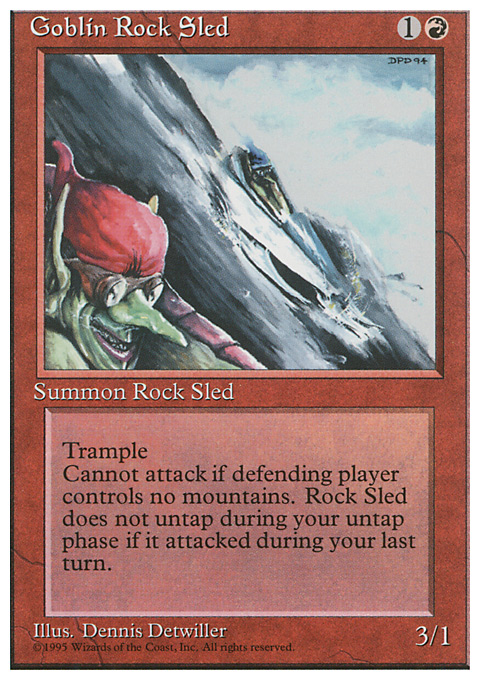 Goblin Rock Sled 1
DPD94
Summon Rock Sled
Trample
Cannot attack if defending player
controls no mountains. Rock Sled
does not untap during your untap
phase if it attacked during your last
turn.
Illus. Dennis Detwiller
©1995 Wizards of the Coast, Inc. All rights reserved.
3/1